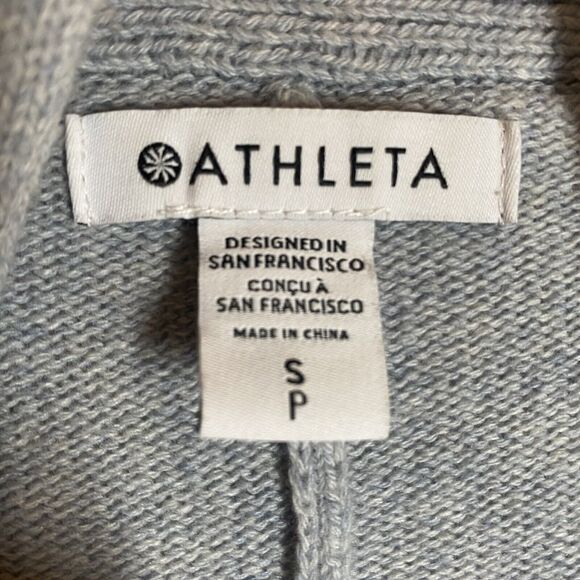 ATHLETA
DESIGNED IN
SAN FRANCISCO
CONÇU À
SAN FRANCISCO
MADE IN CHINA
S
P